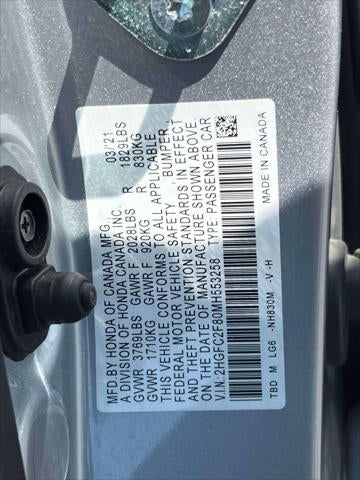 MFD. BY HONDA OF CANADA MFG., 03/21
A DIVISION OF HONDA CANADA INC.
GVWR 3769LBS GAWR F 2028LBS R 1829LBS
GVWR 1710KG GAWR F 920KG R 830KG
THIS VEHICLE CONFORMS TO ALL APPLICABLE
FEDERAL MOTOR VEHICLE SAFETY, BUMPER,
AND THEFT PREVENTION STANDARDS IN EFFECT
ON THE DATE OF MANUFACTURE SHOWN ABOVE.
V.I.N.:2HGFC2F80MH553258 TYPE:PASSENGER CAR
TBD M LG6 -NH830M -V -H MADE IN CANADA